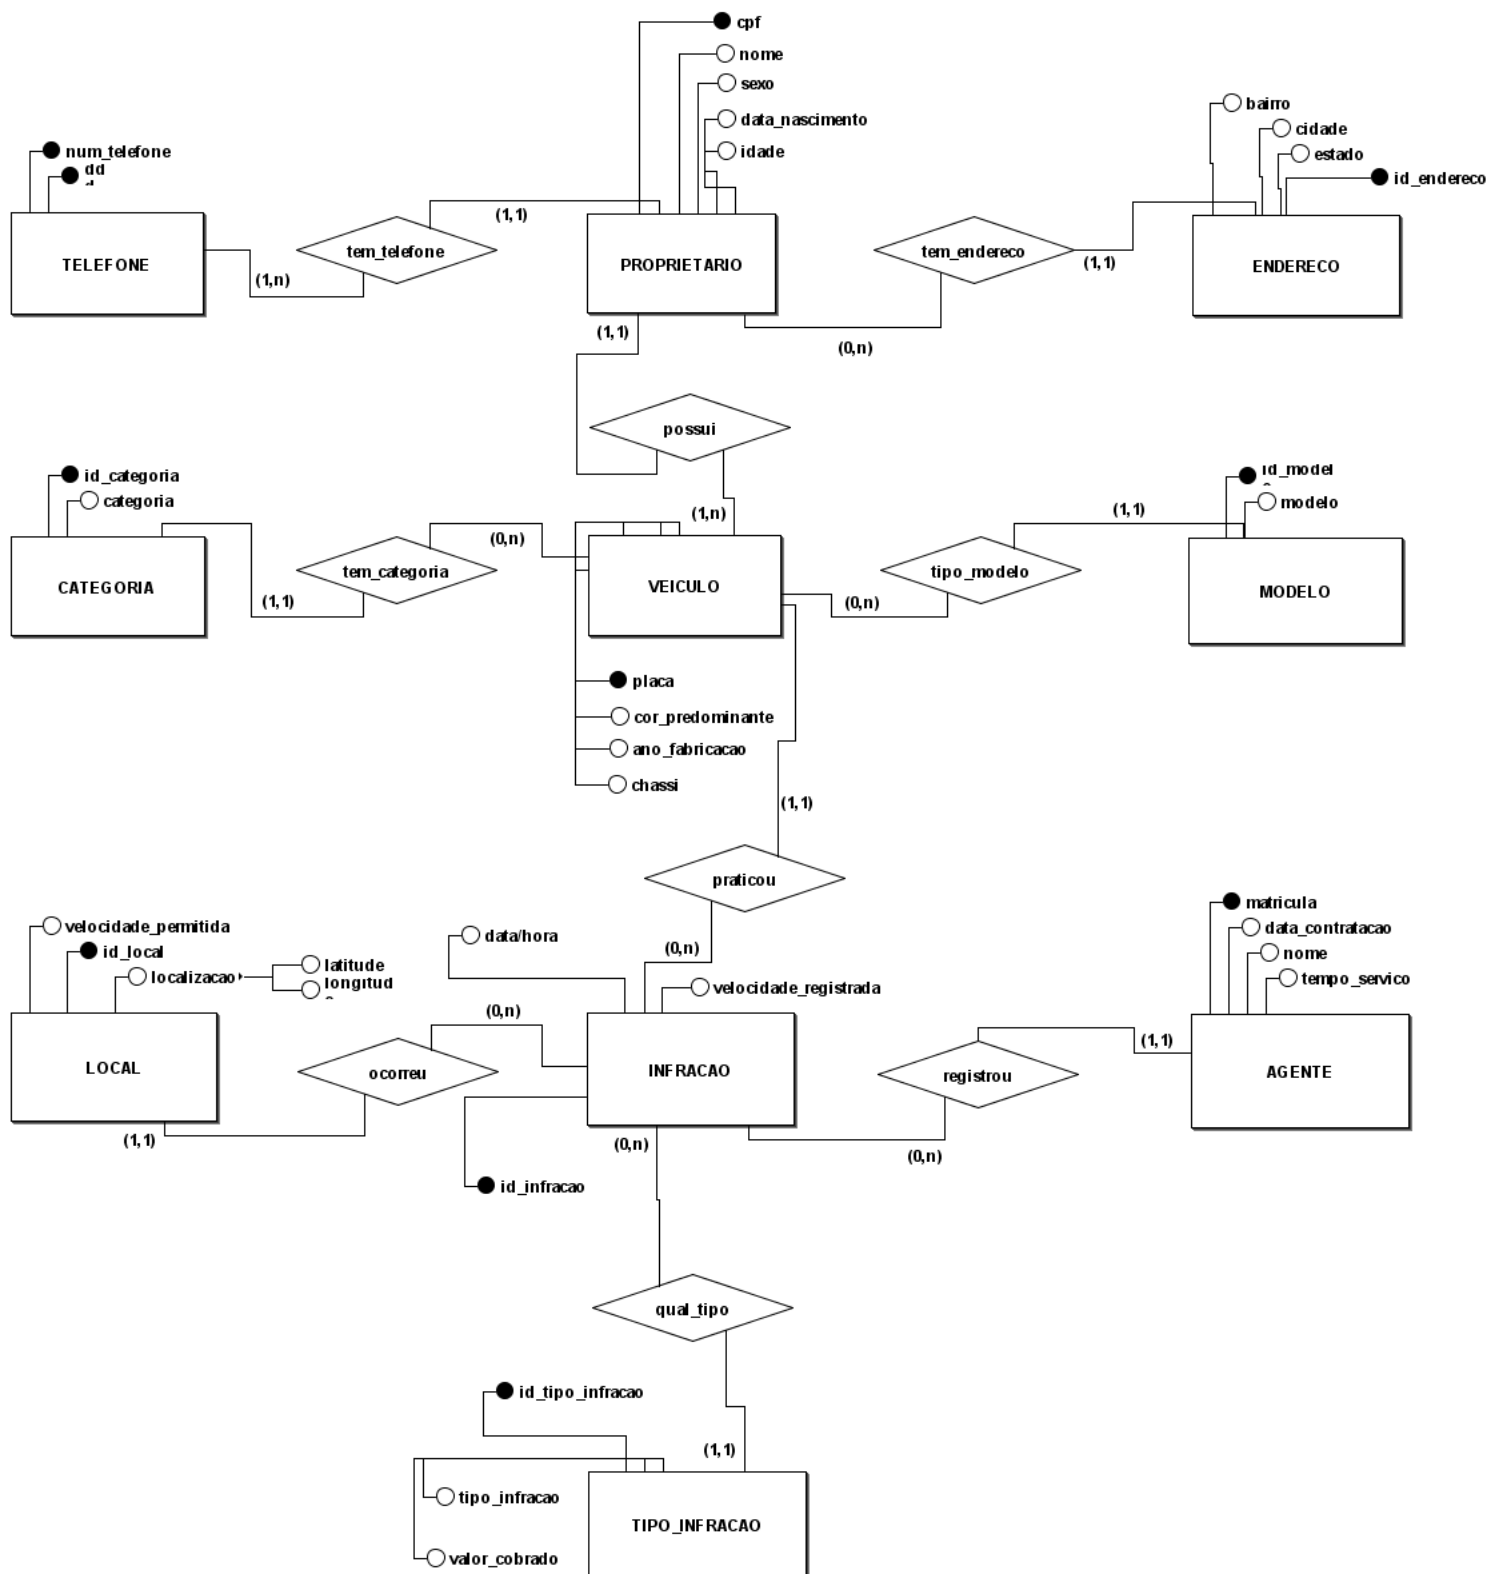 cpf
nome
sexo
data_nascimento
idade
bairro
cidade
estado
id_endereco
num_telefone
dd
TELEFONE
(1,n)
tem_telefone
(1,1)
PROPRIETARIO
tem_endereco
(1,1)
ENDERECO
(1,1)
(0,n)
possui
id_categoria
categoria
CATEGORIA
(1,1)
tem_categoria
(0,n)
(1,n)
VEICULO
(0,n)
tipo_modelo
(1,1)
id_model
modelo
MODELO
placa
cor_predominante
ano_fabricacao
chassi
(1,1)
praticou
(0,n)
velocidade_permitida
id_local
localizacao
latitude
longitud
data/hora
velocidade_registrada
matricula
data_contratacao
nome
tempo_servico
LOCAL
(1,1)
ocorreu
(0,n)
INFRACAO
registrou
(1,1)
AGENTE
(0,n)
(0,n)
id_infracao
qual_tipo
id_tipo_infracao
(1,1)
tipo_infracao
TIPO_INFRACAO
valor_cobrado